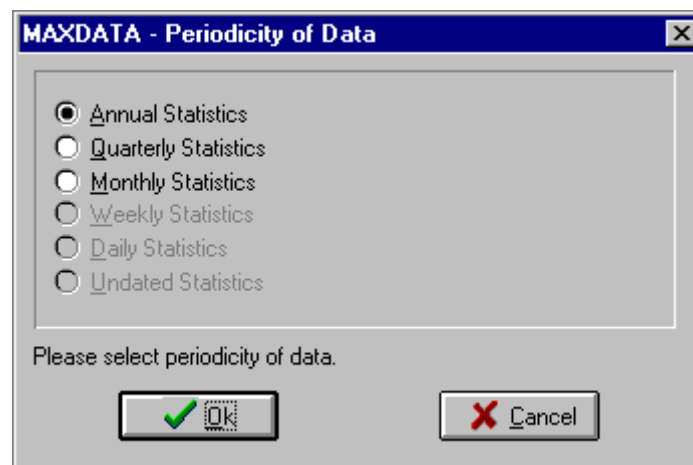 MAXDATA - Periodicity of Data
Annual Statistics
Quarterly Statistics
Monthly Statistics
Weekly Statistics
Daily Statistics
Undated Statistics
Please select periodicity of data.
Ok
Cancel